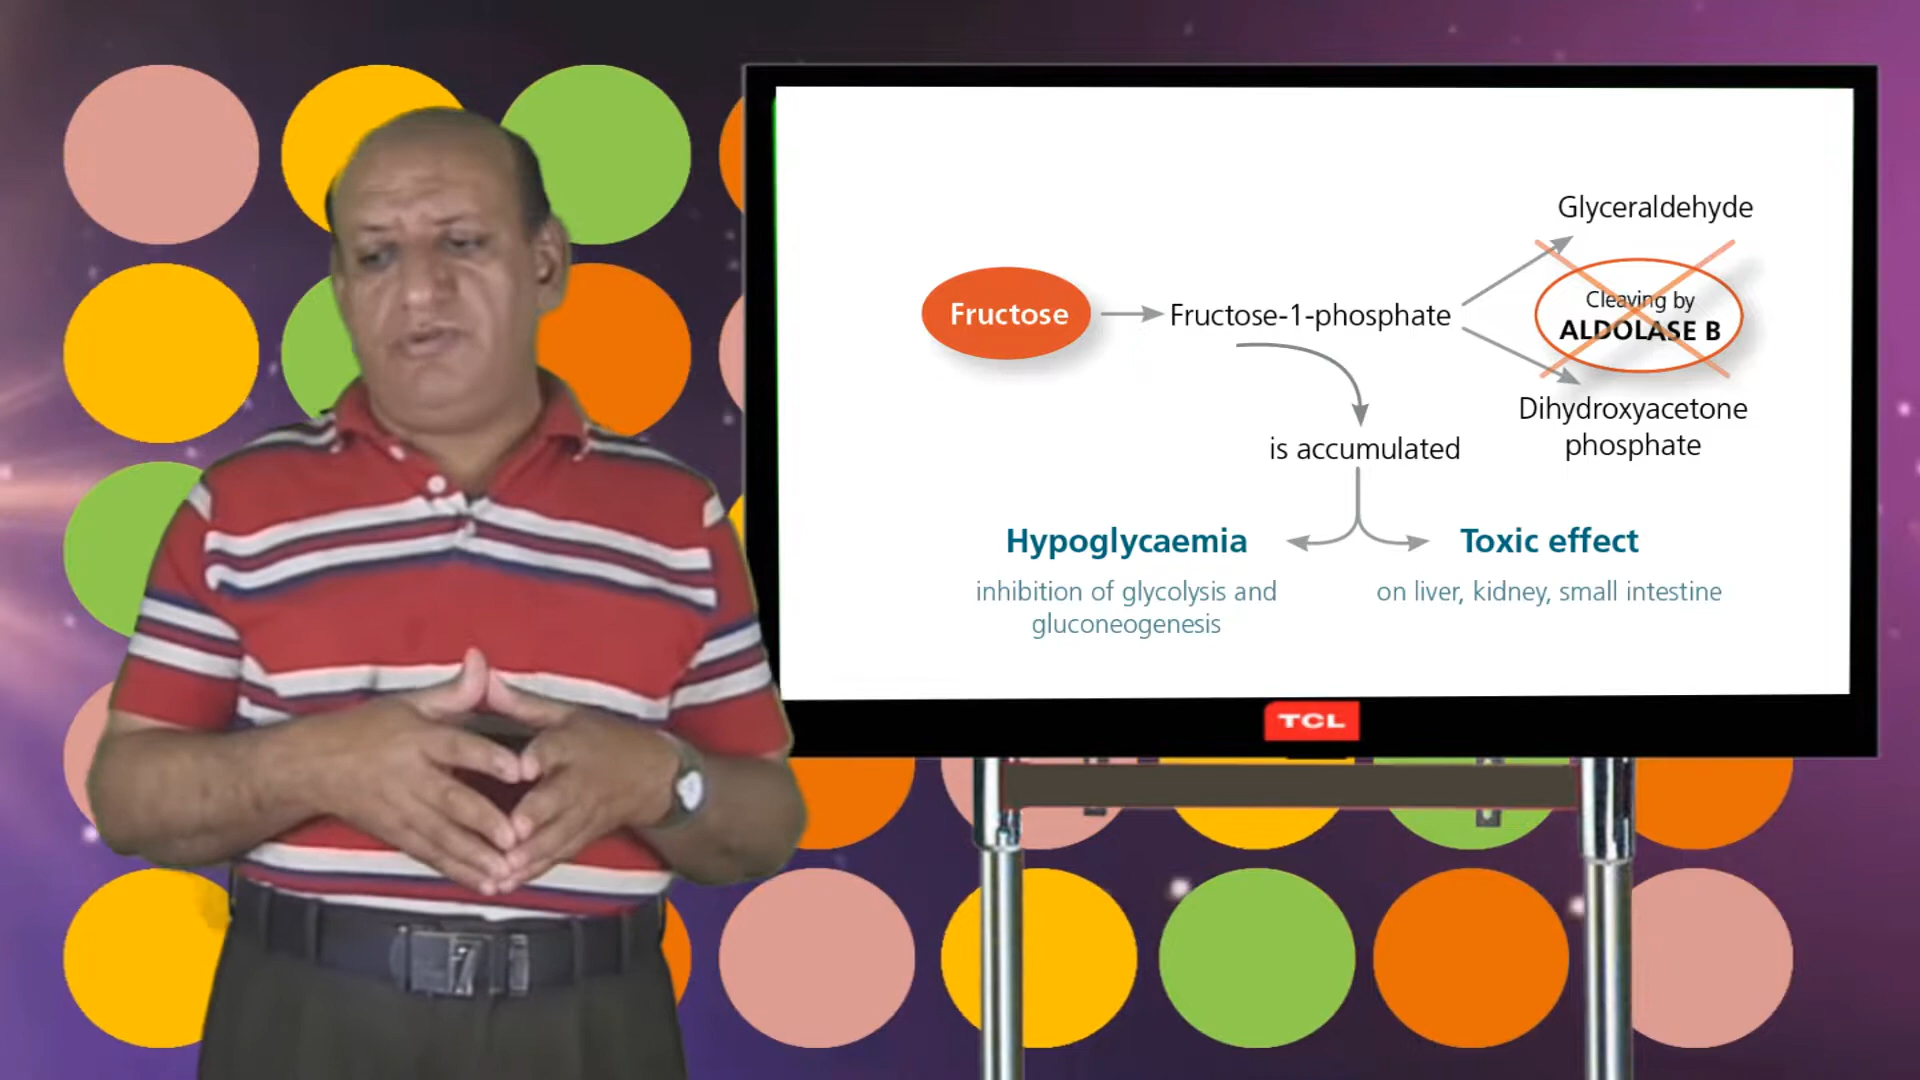 Glyceraldehyde
Fructose
Fructose-1-phosphate
Cleaving by
ALDOLASE B
Dihydroxyacetone
phosphate
is accumulated
Hypoglycaemia
inhibition of glycolysis and
gluconeogenesis
Toxic effect
on liver, kidney, small intestine
TCL